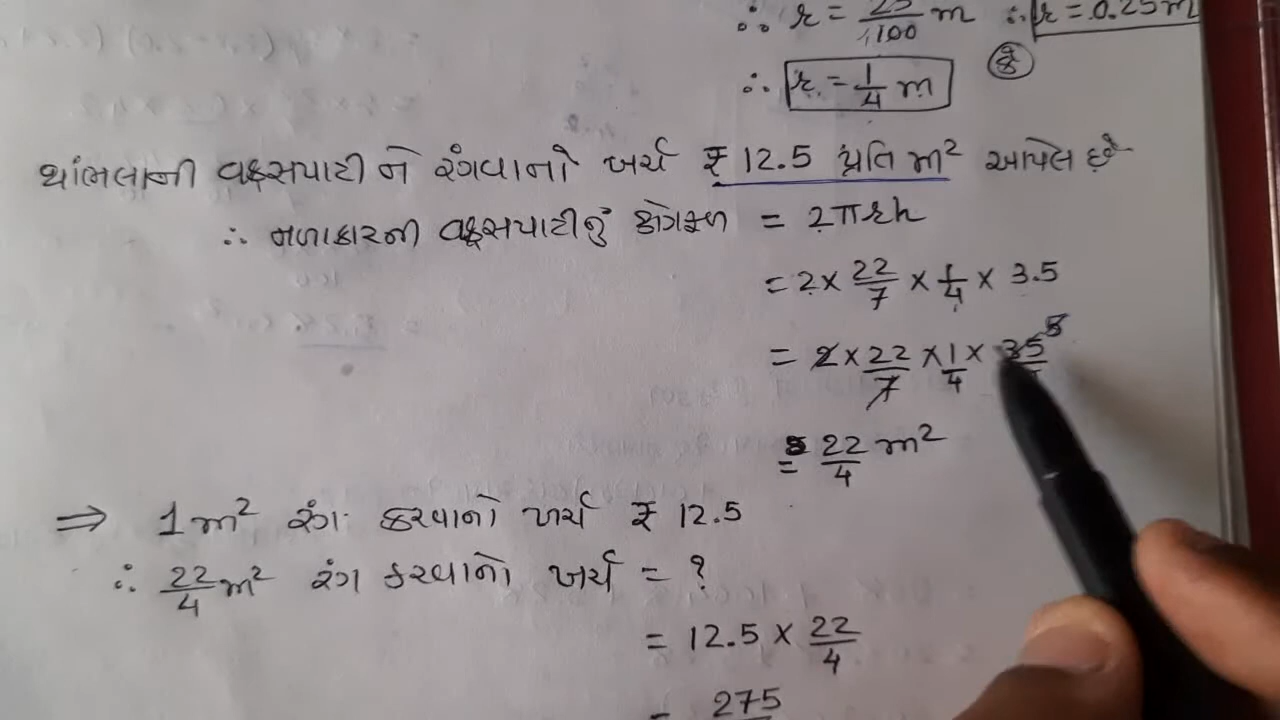 ∴ r = 25/100 m ∴ r = 0.25 m
∴ r = 1/4 m છે
થાંભલાની વક્રસપાટી ને રંગવાનો ખર્ચ ₹ 12.5 પ્રતિ m² આપેલ છે
∴ નળાકારની વક્રસપાટીનું ક્ષેત્રફળ = 2πrh
= 2 × 22/7 × 1/4 × 3.5
= 2 × 22/7 × 1/4 × 35 5
= 22/4 m²
⇒ 1 m² રંગ કરવાનો ખર્ચ ₹ 12.5
∴ 22/4 m² રંગ કરવાનો ખર્ચ = ?
= 12.5 × 22/4
= 275